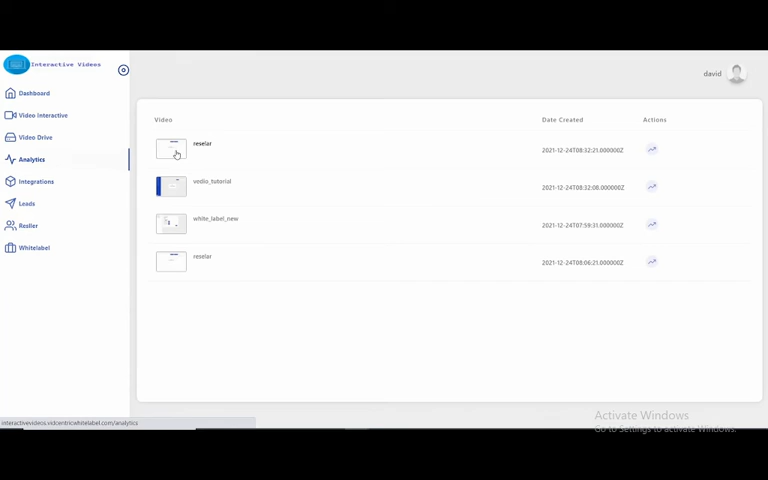 Interactive Videos
david
Dashboard
Video Interactive
Video Drive
Analytics
Integrations
Leads
Resller
Whitelabel
Video Date Created Actions
reselar 2021-12-24T08:32:21.000000Z
vedio_tutorial 2021-12-24T08:32:08.000000Z
white_label_new 2021-12-24T07:59:31.000000Z
reselar 2021-12-24T08:06:21.000000Z
Activate Windows
Go to Settings to activate Windows.
interactivevideos.vidcentricwhitelabel.com/analytics